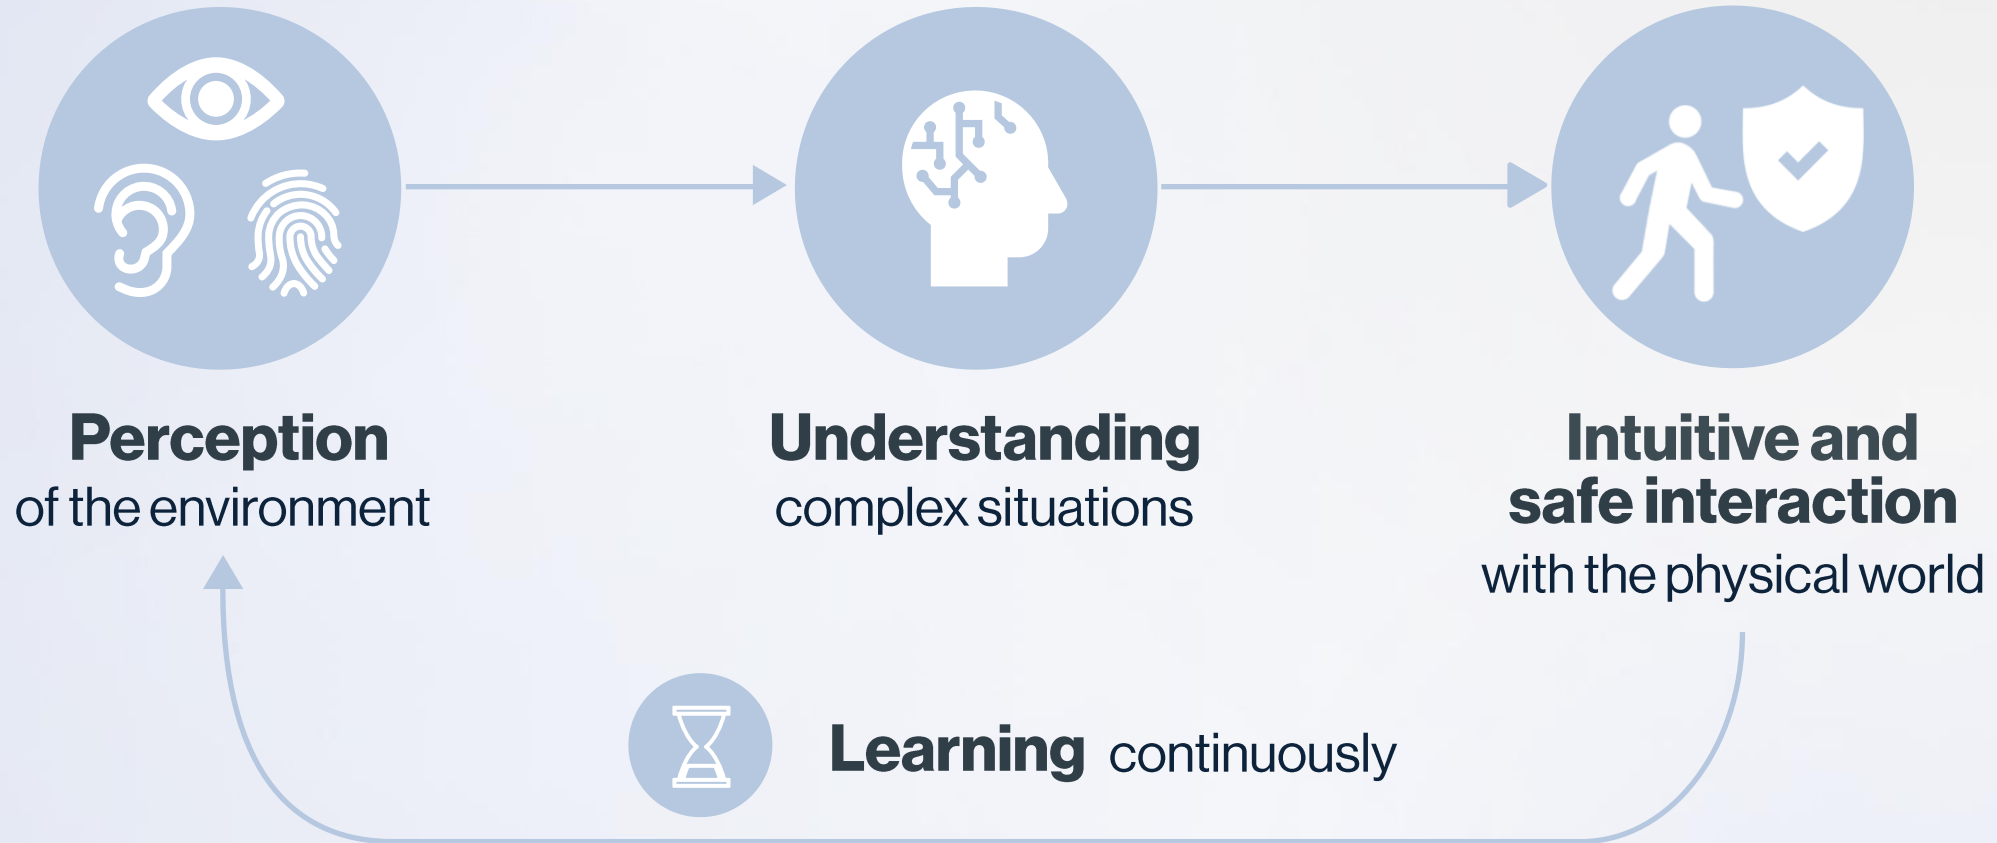 Perception
of the environment
Understanding
complex situations
Intuitive and
safe interaction
with the physical world
Learning continuously